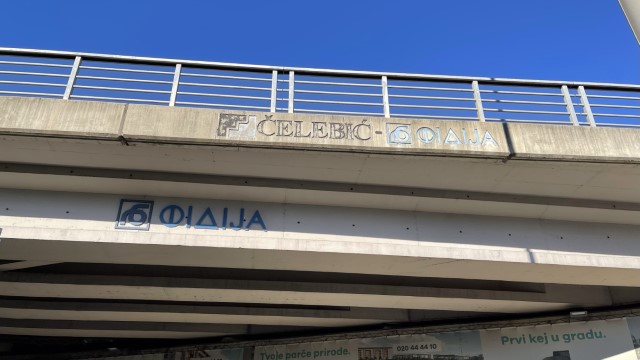 ČELEBIĆ - ФІДІЈА
ФІДІЈА
Tvoje parče prirode.
020 44 44 10
Prvi kej u gradu.